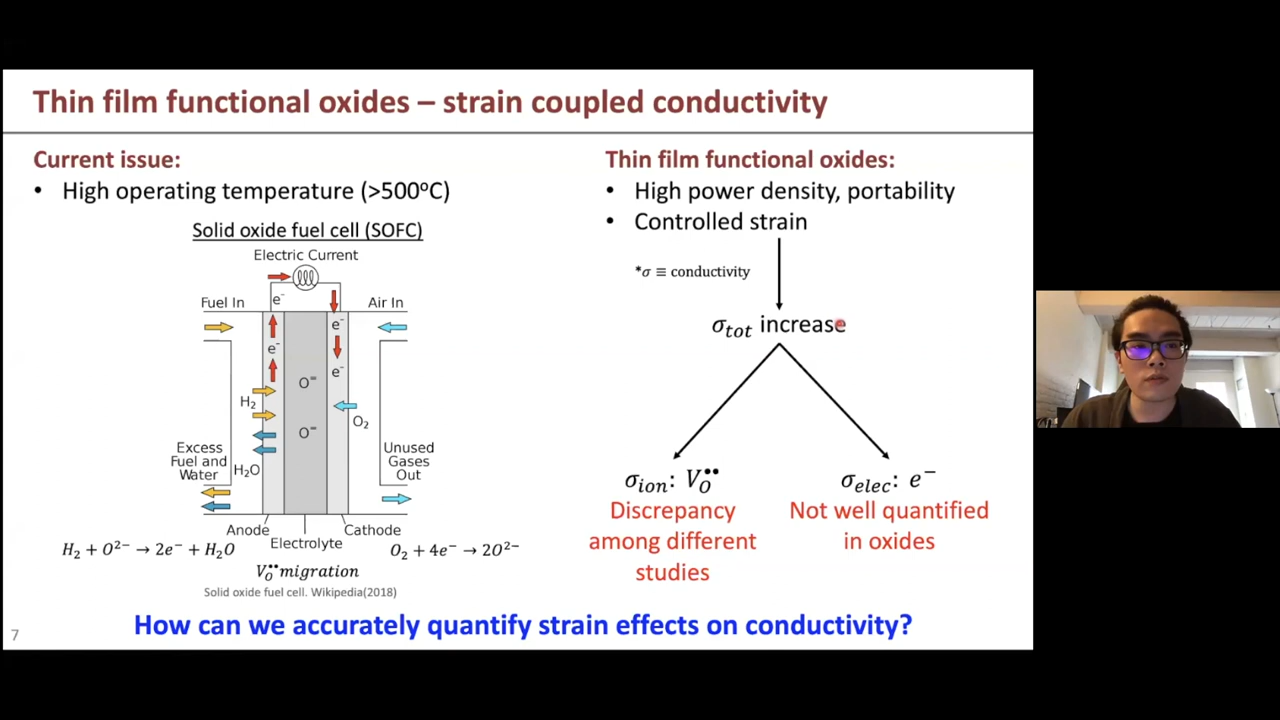 Thin film functional oxides – strain coupled conductivity
Current issue:
• High operating temperature (>500°C)
Solid oxide fuel cell (SOFC)
Electric Current
Fuel In
e⁻
Air In
e⁻
e⁻
e⁻
O⁼
H₂
O₂
O⁼
Excess
Fuel and
Water
H₂O
Unused
Gases
Out
Anode
Cathode
Electrolyte
H₂ + O²⁻ → 2e⁻ + H₂O
O₂ + 4e⁻ → 2O²⁻
V_O^•• migration
Solid oxide fuel cell. Wikipedia(2018)
Thin film functional oxides:
• High power density, portability
• Controlled strain
*σ ≡ conductivity
σ_tot increase
σ_ion: V_O^••
Discrepancy
among different
studies
σ_elec: e⁻
Not well quantified
in oxides
How can we accurately quantify strain effects on conductivity?
7